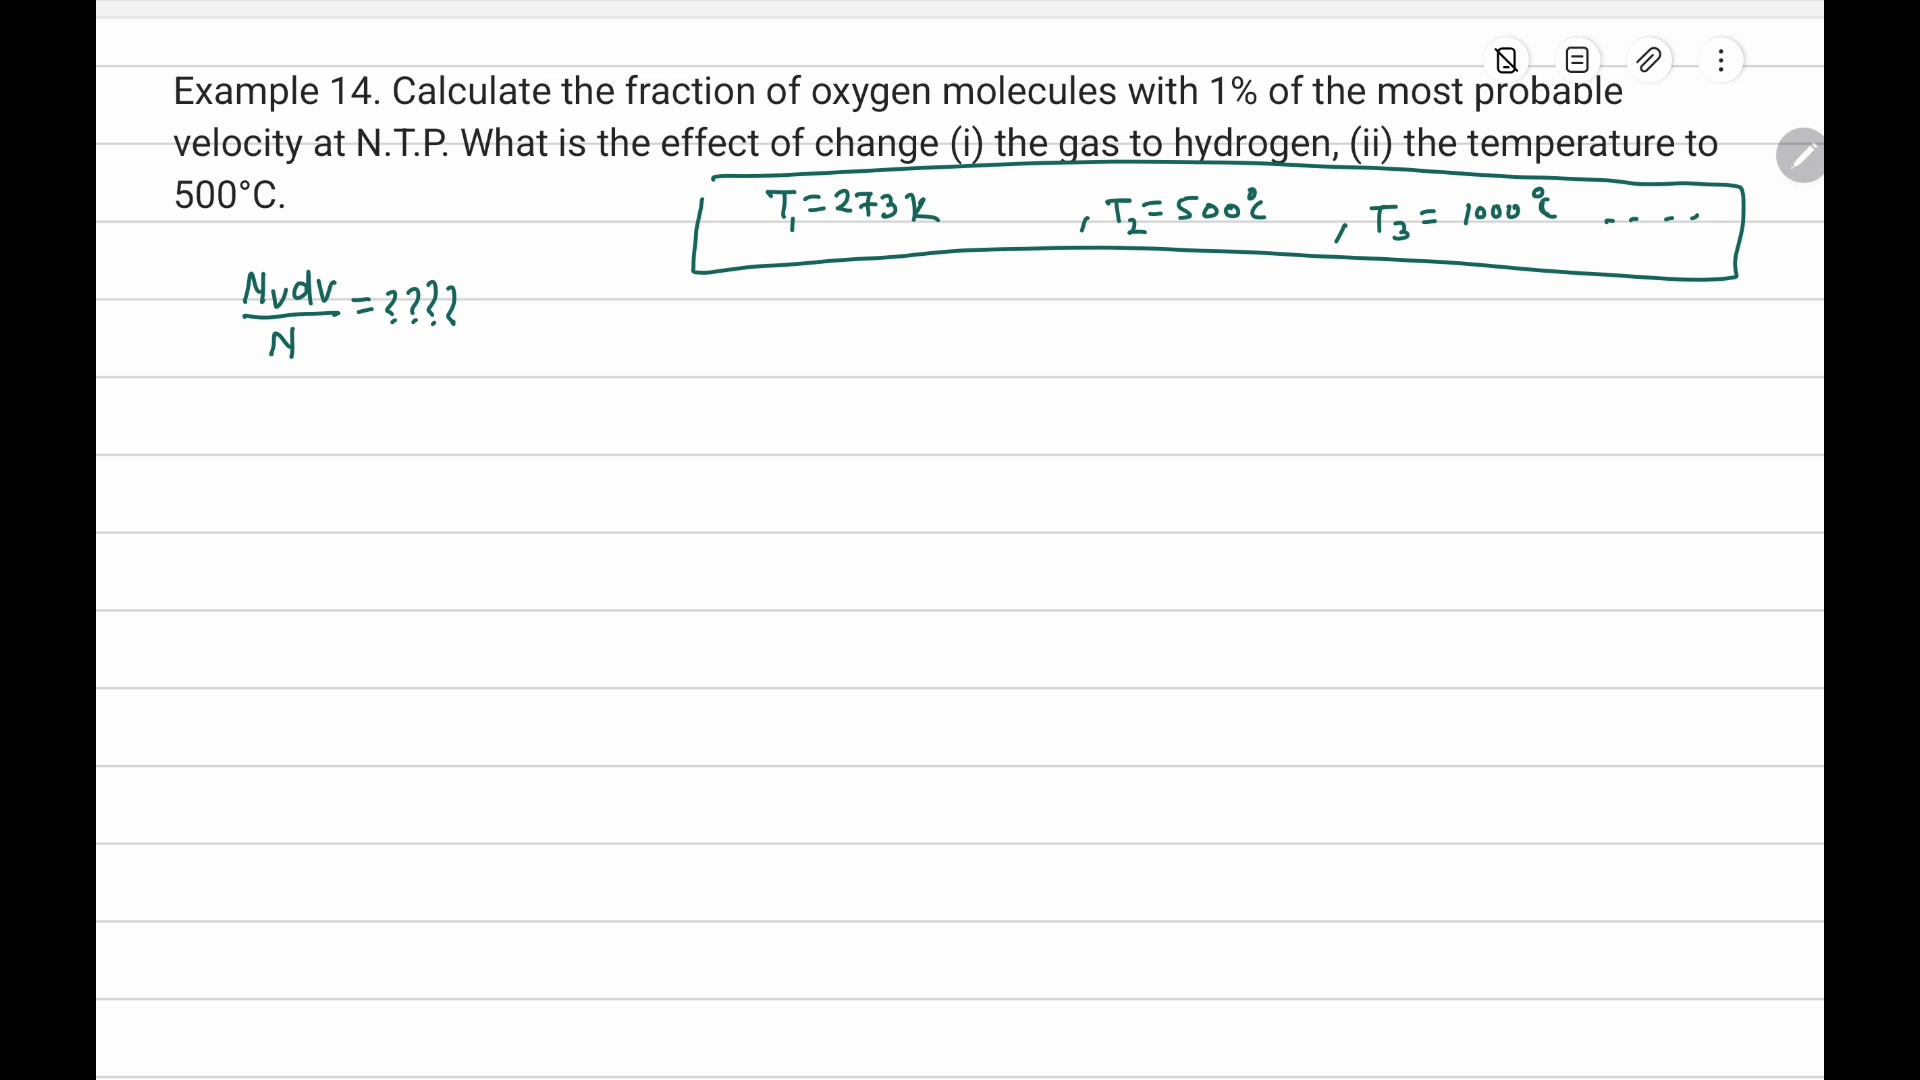 Example 14. Calculate the fraction of oxygen molecules with 1% of the most probable
velocity at N.T.P. What is the effect of change (i) the gas to hydrogen, (ii) the temperature to
500°C.
T₁ = 273 K , T₂ = 500°C , T₃ = 1000°C ....
Nᵥdv
= ????
N